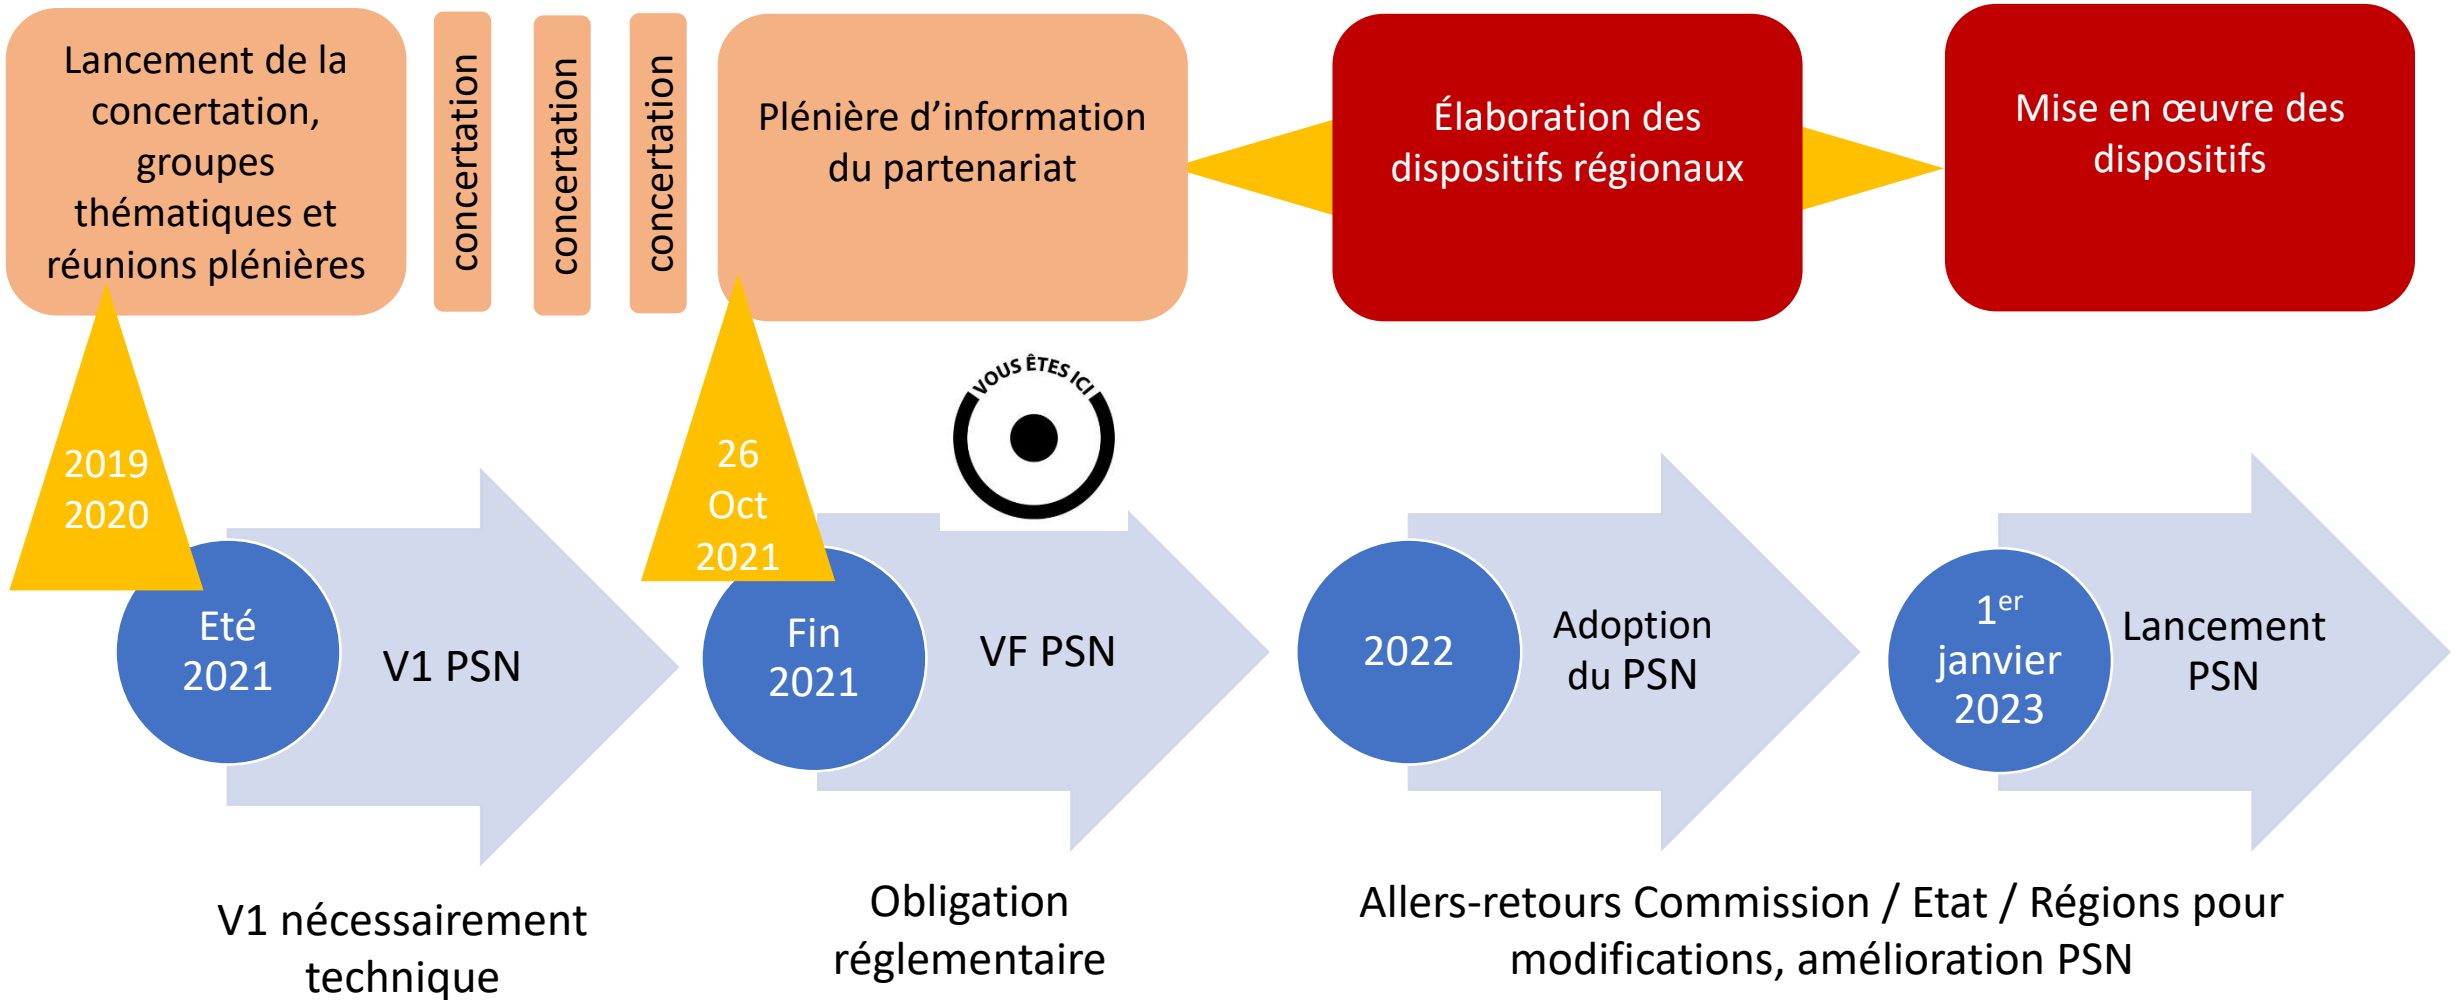 Lancement de la
concertation,
groupes
thématiques et
réunions plénières
concertation
concertation
concertation
Plénière d’information
du partenariat
Élaboration des
dispositifs régionaux
Mise en œuvre des
dispositifs
2019
2020
26
Oct
2021
VOUS ÊTES ICI
Eté
2021
V1 PSN
Fin
2021
VF PSN
2022
Adoption
du PSN
1er
janvier
2023
Lancement
PSN
V1 nécessairement
technique
Obligation
réglementaire
Allers-retours Commission / Etat / Régions pour
modifications, amélioration PSN